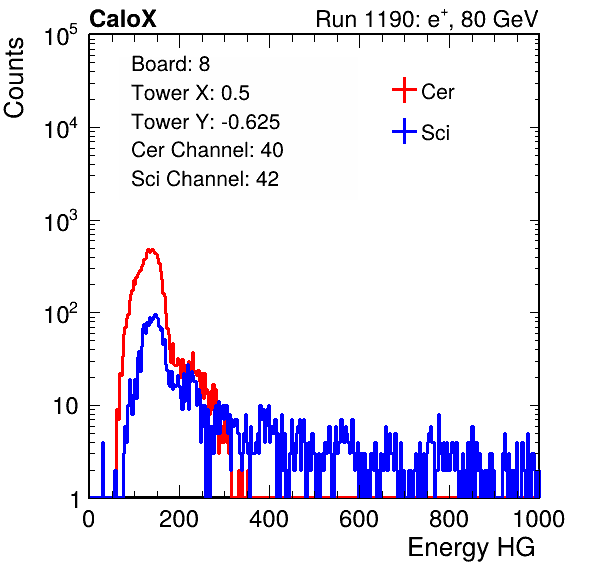 CaloX Run 1190: e⁺, 80 GeV
Counts
Board: 8
Tower X: 0.5
Tower Y: -0.625
Cer Channel: 40
Sci Channel: 42
Cer
Sci
10⁵
10⁴
10³
10²
10
1
0 200 400 600 800 1000
Energy HG